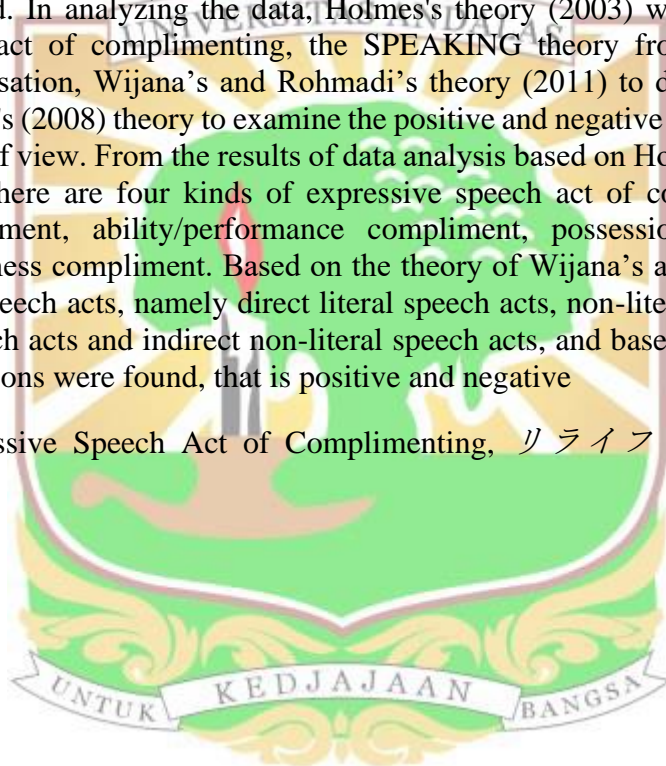 d. In analyzing the data, Holmes's theory (2003) w
UNIVERSITAS ANDALAS
act of complimenting, the SPEAKING theory fro
sation, Wijana's and Rohmadi's theory (2011) to d
's (2008) theory to examine the positive and negative
f view. From the results of data analysis based on Ho
here are four kinds of expressive speech act of co
ment, ability/performance compliment, possessio
ness compliment. Based on the theory of Wijana's a
eech acts, namely direct literal speech acts, non-lite
ch acts and indirect non-literal speech acts, and base
ons were found, that is positive and negative
ssive Speech Act of Complimenting, リライフ
UNTUK KEDJAJAAN BANGSA